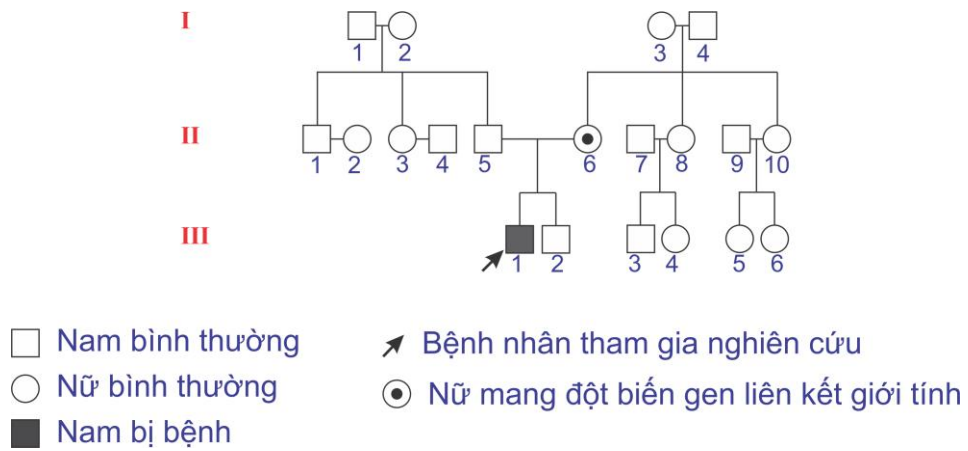 I
1 2 3 4
II
1 2 3 4 5 6 7 8 9 10
III
1 2 3 4 5 6
Nam bình thường
Bệnh nhân tham gia nghiên cứu
Nữ bình thường
Nữ mang đột biến gen liên kết giới tính
Nam bị bệnh